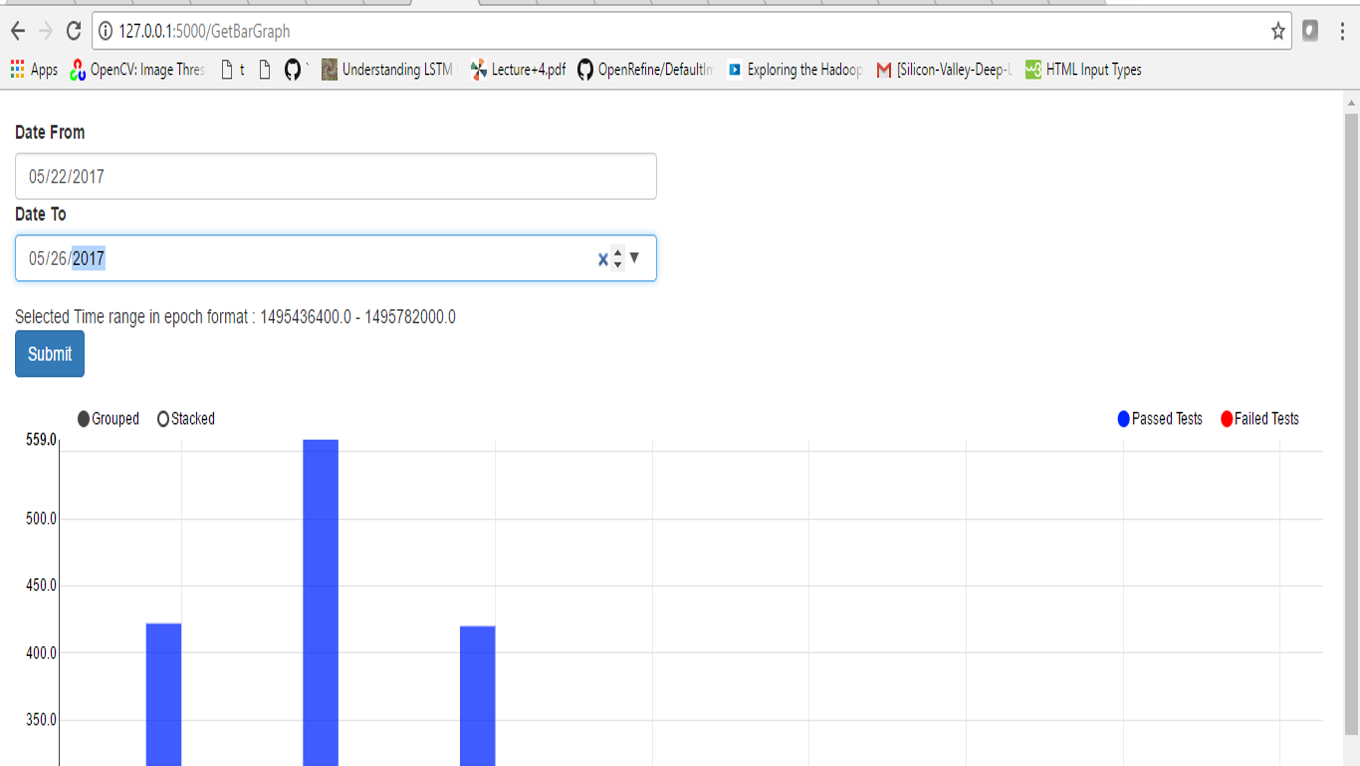 127.0.0.1:5000/GetBarGraph
Apps OpenCV: Image Thres t Understanding LSTM Lecture+4.pdf OpenRefine/DefaultIm Exploring the Hadoop [Silicon-Valley-Deep-L HTML Input Types
Date From
05/22/2017
Date To
05/26/2017
Selected Time range in epoch format : 1495436400.0 - 1495782000.0
Submit
Grouped Stacked Passed Tests Failed Tests
559.0
500.0
450.0
400.0
350.0